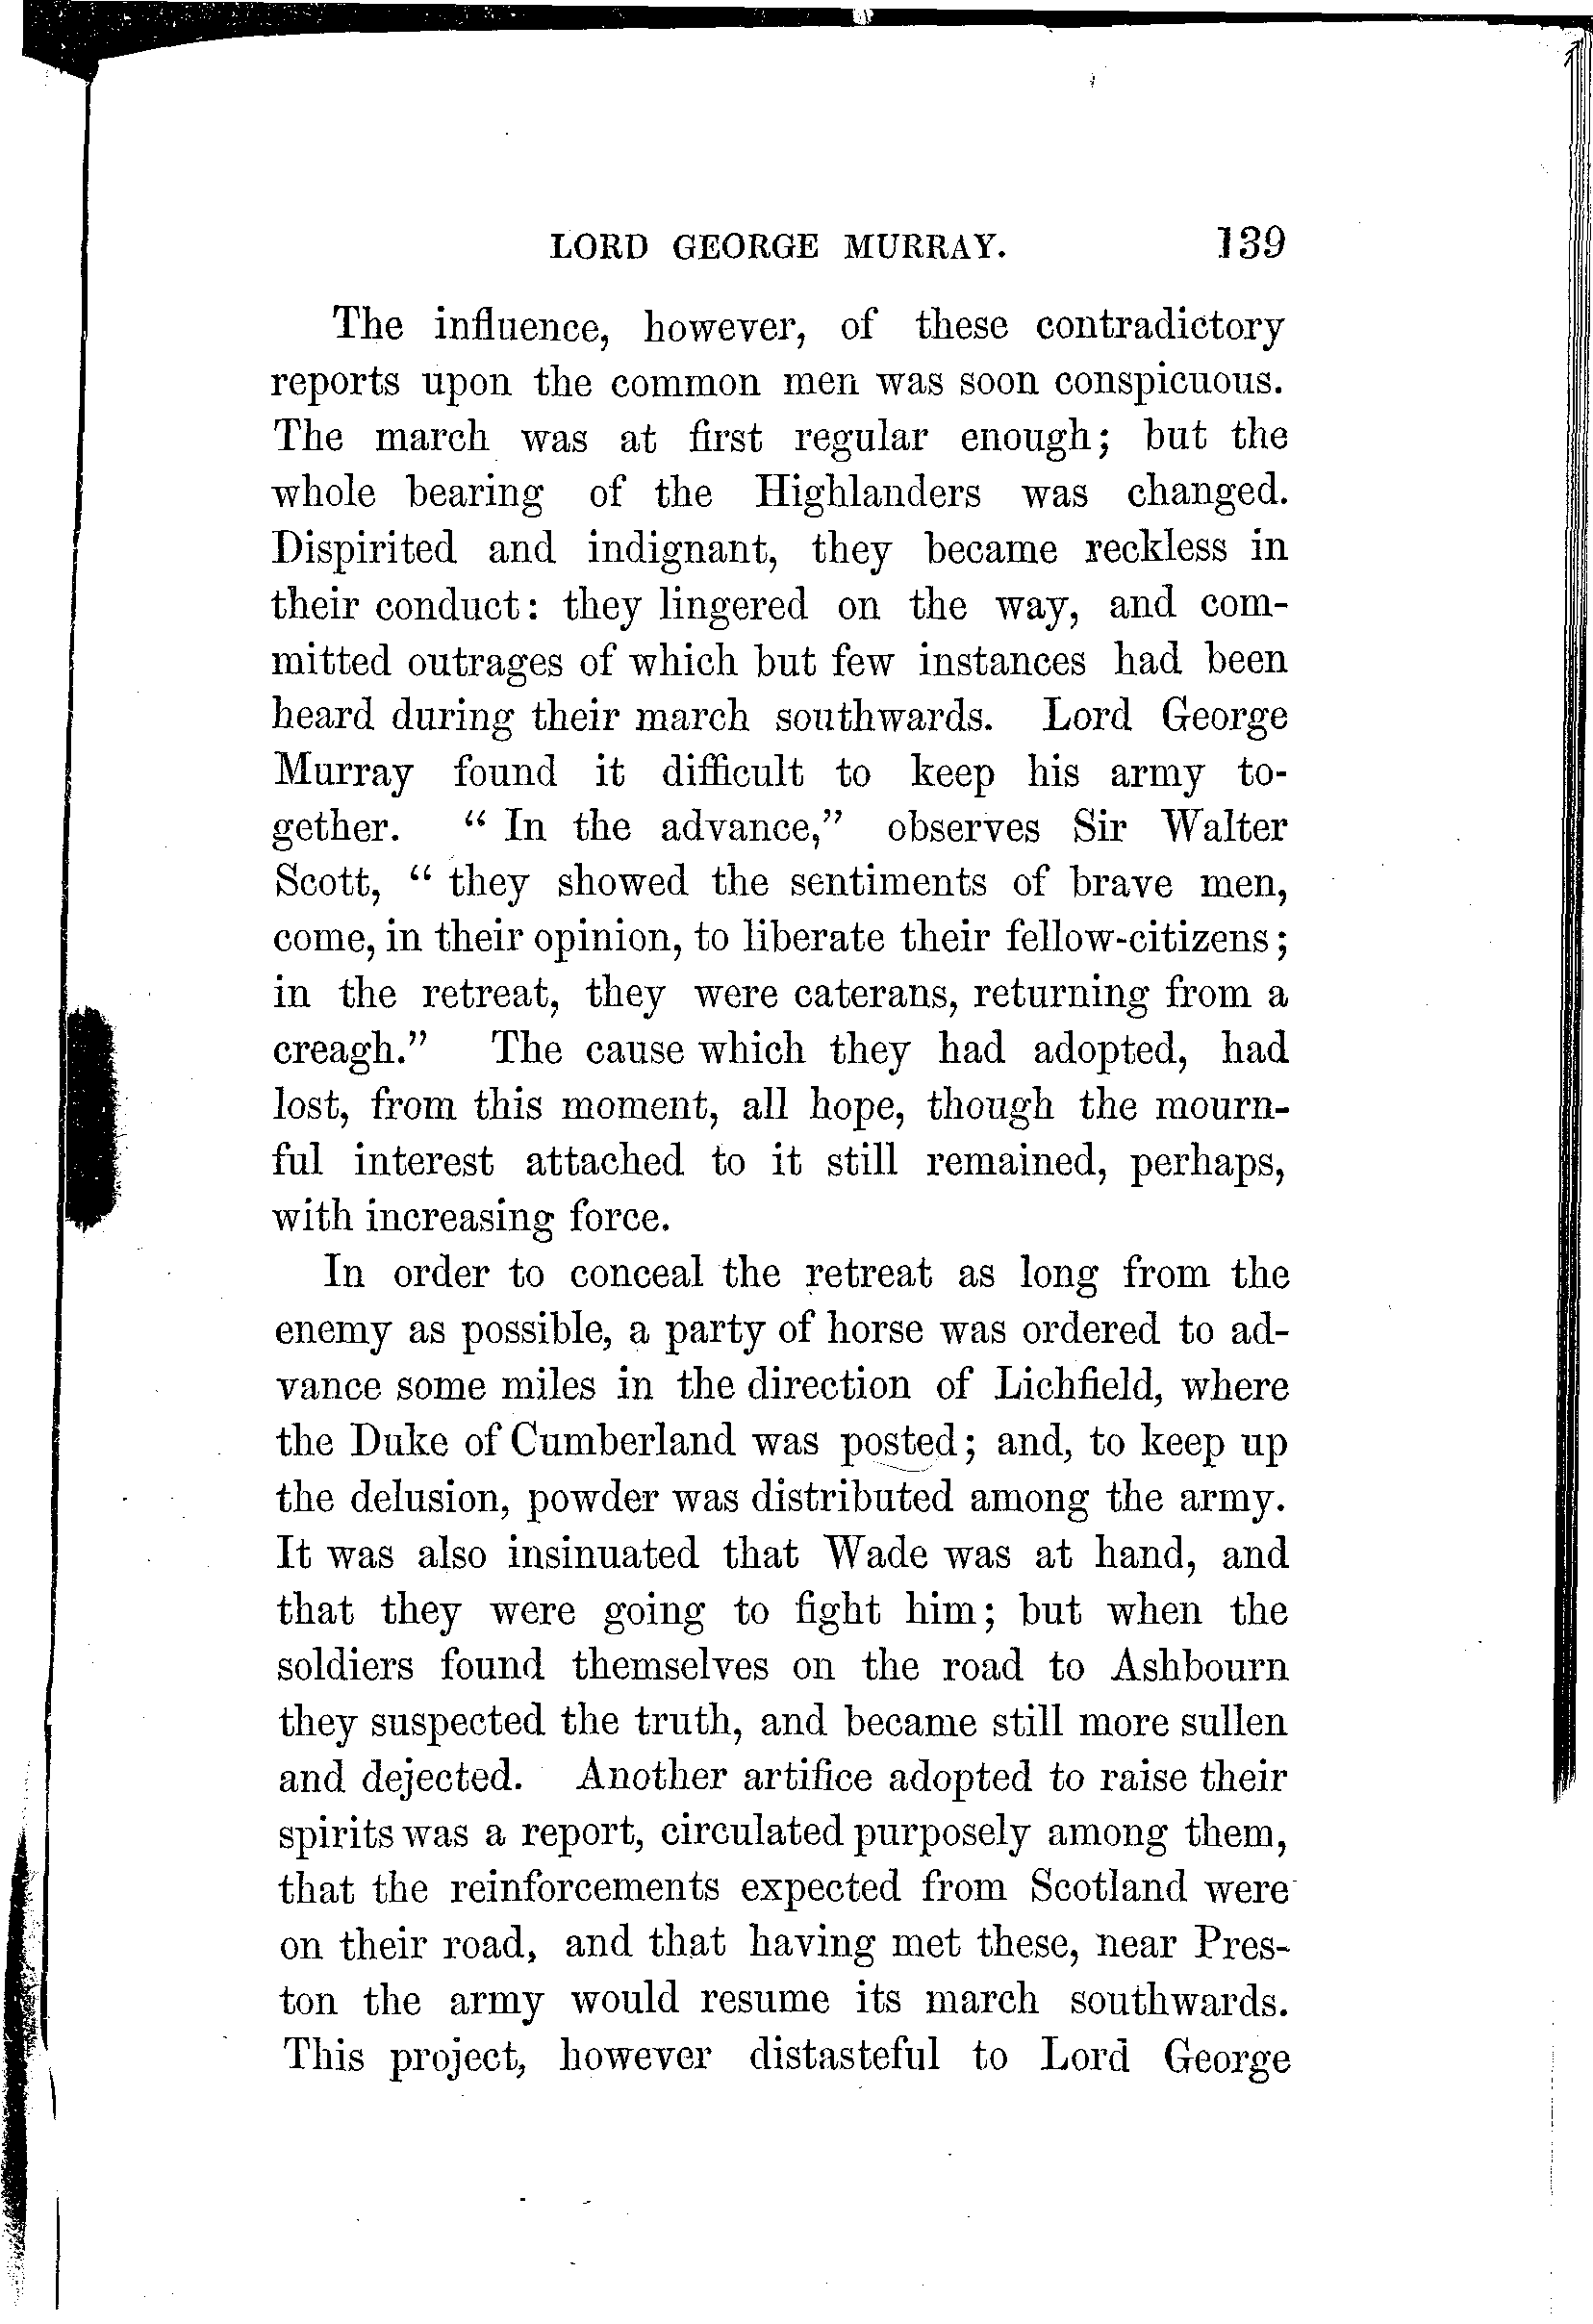 LORD GEORGE MURRAY. 139
The influence, however, of these contradictory
reports upon the common men was soon conspicuous.
The march was at first regular enough; but the
whole bearing of the Highlanders was changed.
Dispirited and indignant, they became reckless in
their conduct: they lingered on the way, and com-
mitted outrages of which but few instances had been
heard during their march southwards. Lord George
Murray found it difficult to keep his army to-
gether. “ In the advance,” observes Sir Walter
Scott, “ they showed the sentiments of brave men,
come, in their opinion, to liberate their fellow-citizens;
in the retreat, they were caterans, returning from a
creagh.” The cause which they had adopted, had
lost, from this moment, all hope, though the mourn-
ful interest attached to it still remained, perhaps,
with increasing force.
In order to conceal the retreat as long from the
enemy as possible, a party of horse was ordered to ad-
vance some miles in the direction of Lichfield, where
the Duke of Cumberland was posted; and, to keep up
the delusion, powder was distributed among the army.
It was also insinuated that Wade was at hand, and
that they were going to fight him; but when the
soldiers found themselves on the road to Ashbourn
they suspected the truth, and became still more sullen
and dejected. Another artifice adopted to raise their
spirits was a report, circulated purposely among them,
that the reinforcements expected from Scotland were
on their road, and that having met these, near Pres-
ton the army would resume its march southwards.
This project, however distasteful to Lord George